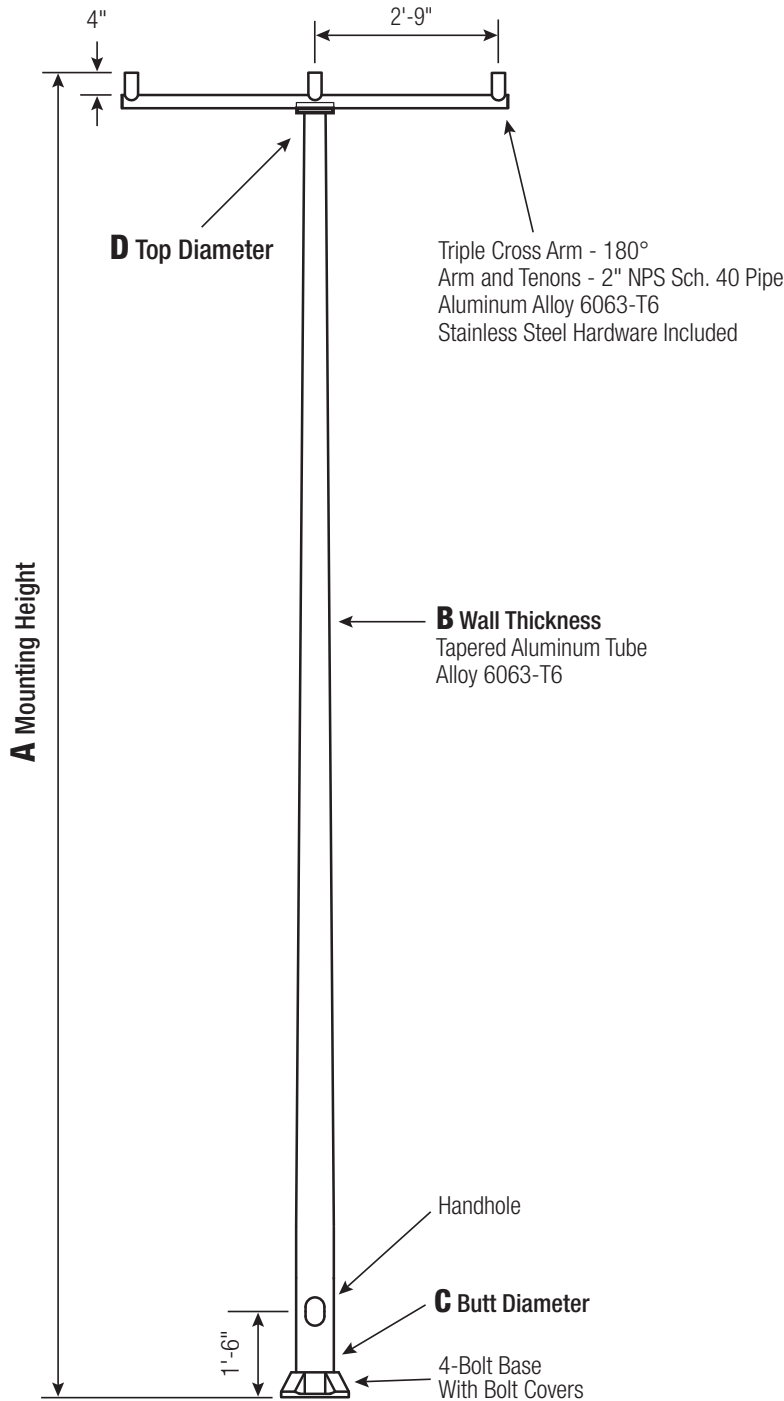 4"
2'-9"
D Top Diameter
Triple Cross Arm - 180°
Arm and Tenons - 2" NPS Sch. 40 Pipe
Aluminum Alloy 6063-T6
Stainless Steel Hardware Included
A Mounting Height
B Wall Thickness
Tapered Aluminum Tube
Alloy 6063-T6
Handhole
C Butt Diameter
1'-6"
4-Bolt Base
With Bolt Covers